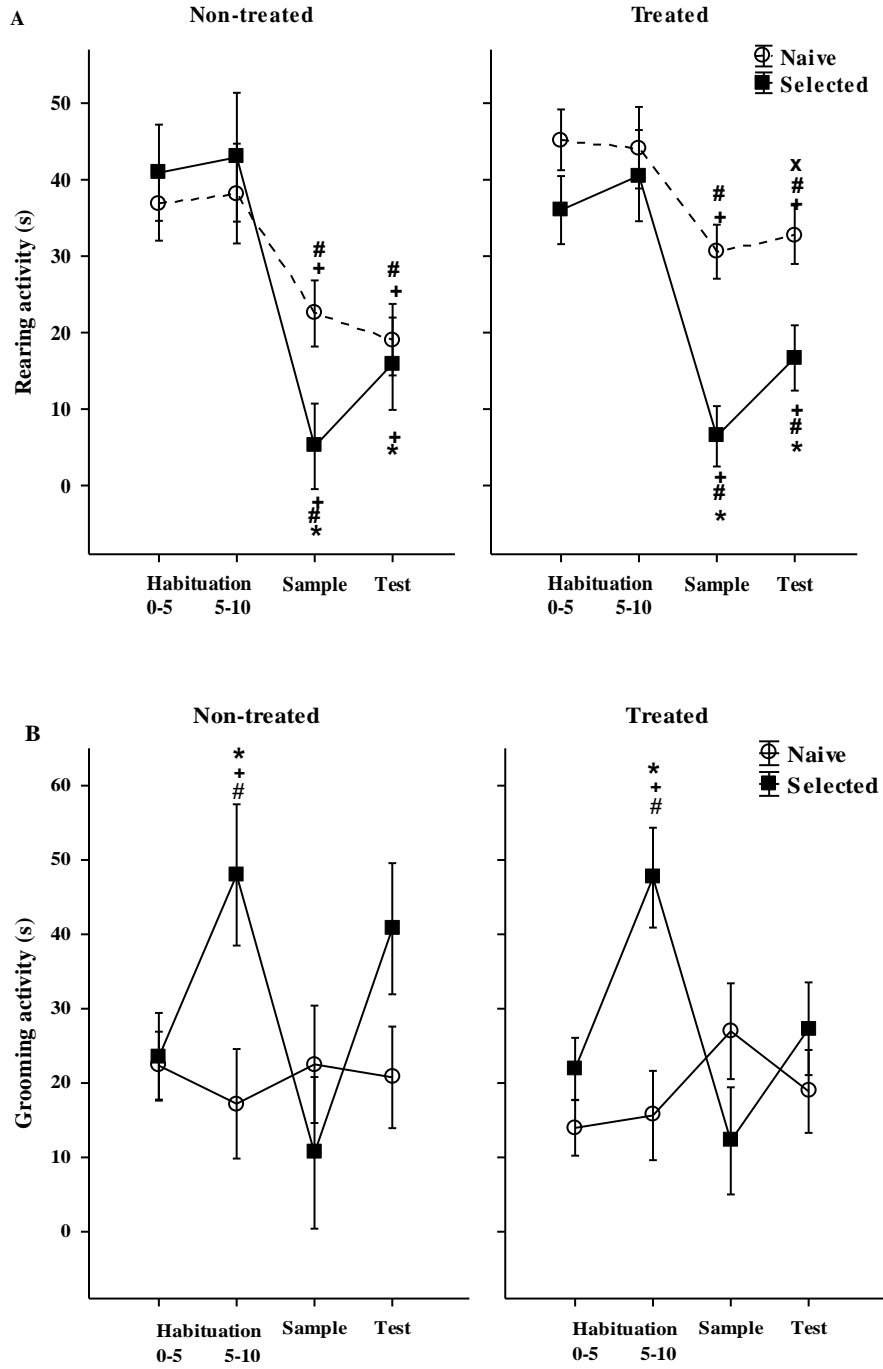 A
Non-treated
Treated
Naive
Selected
Rearing activity (s)
50
40
30
20
10
0
#
+
#
+
+
*
+
#
*
#
+
x
#
+
+
#
*
+
#
*
Habituation Sample Test
0-5 5-10
Habituation Sample Test
0-5 5-10
B
Non-treated
Treated
Naive
Selected
Grooming activity (s)
60
50
40
30
20
10
0
*
+
#
*
+
#
Habituation Sample Test
0-5 5-10
Habituation Sample Test
0-5 5-10